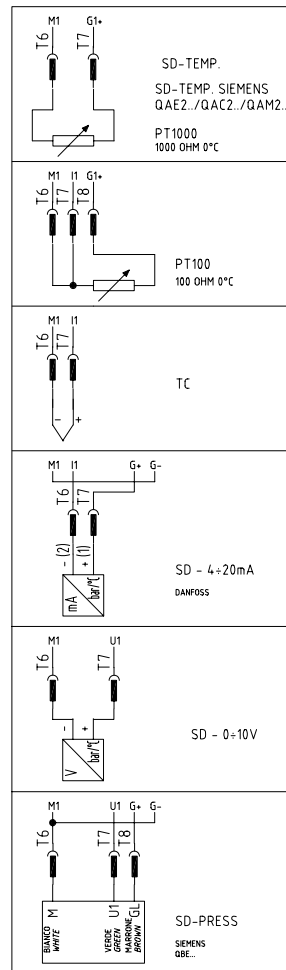 M1 G1+
T6 T7
SD-TEMP.
SD-TEMP. SIEMENS
QAE2../QAC2../QAM2..
PT1000
1000 OHM 0°C
M1 I1 G1+
T6 T7 T8
PT100
100 OHM 0°C
M1 I1
T6 T7
- +
TC
M1 I1 G+ G-
T6 T7
- (2) + (1)
mA bar/°C
SD - 4÷20mA
DANFOSS
M1 U1
T6 T7
- +
V bar/°C
SD - 0÷10V
M1 U1 G+ G-
T6 T7 T8
M U1 GL
BIANCO
WHITE
VERDE
GREEN
MARRONE
BROWN
SD-PRESS
SIEMENS
QBE...